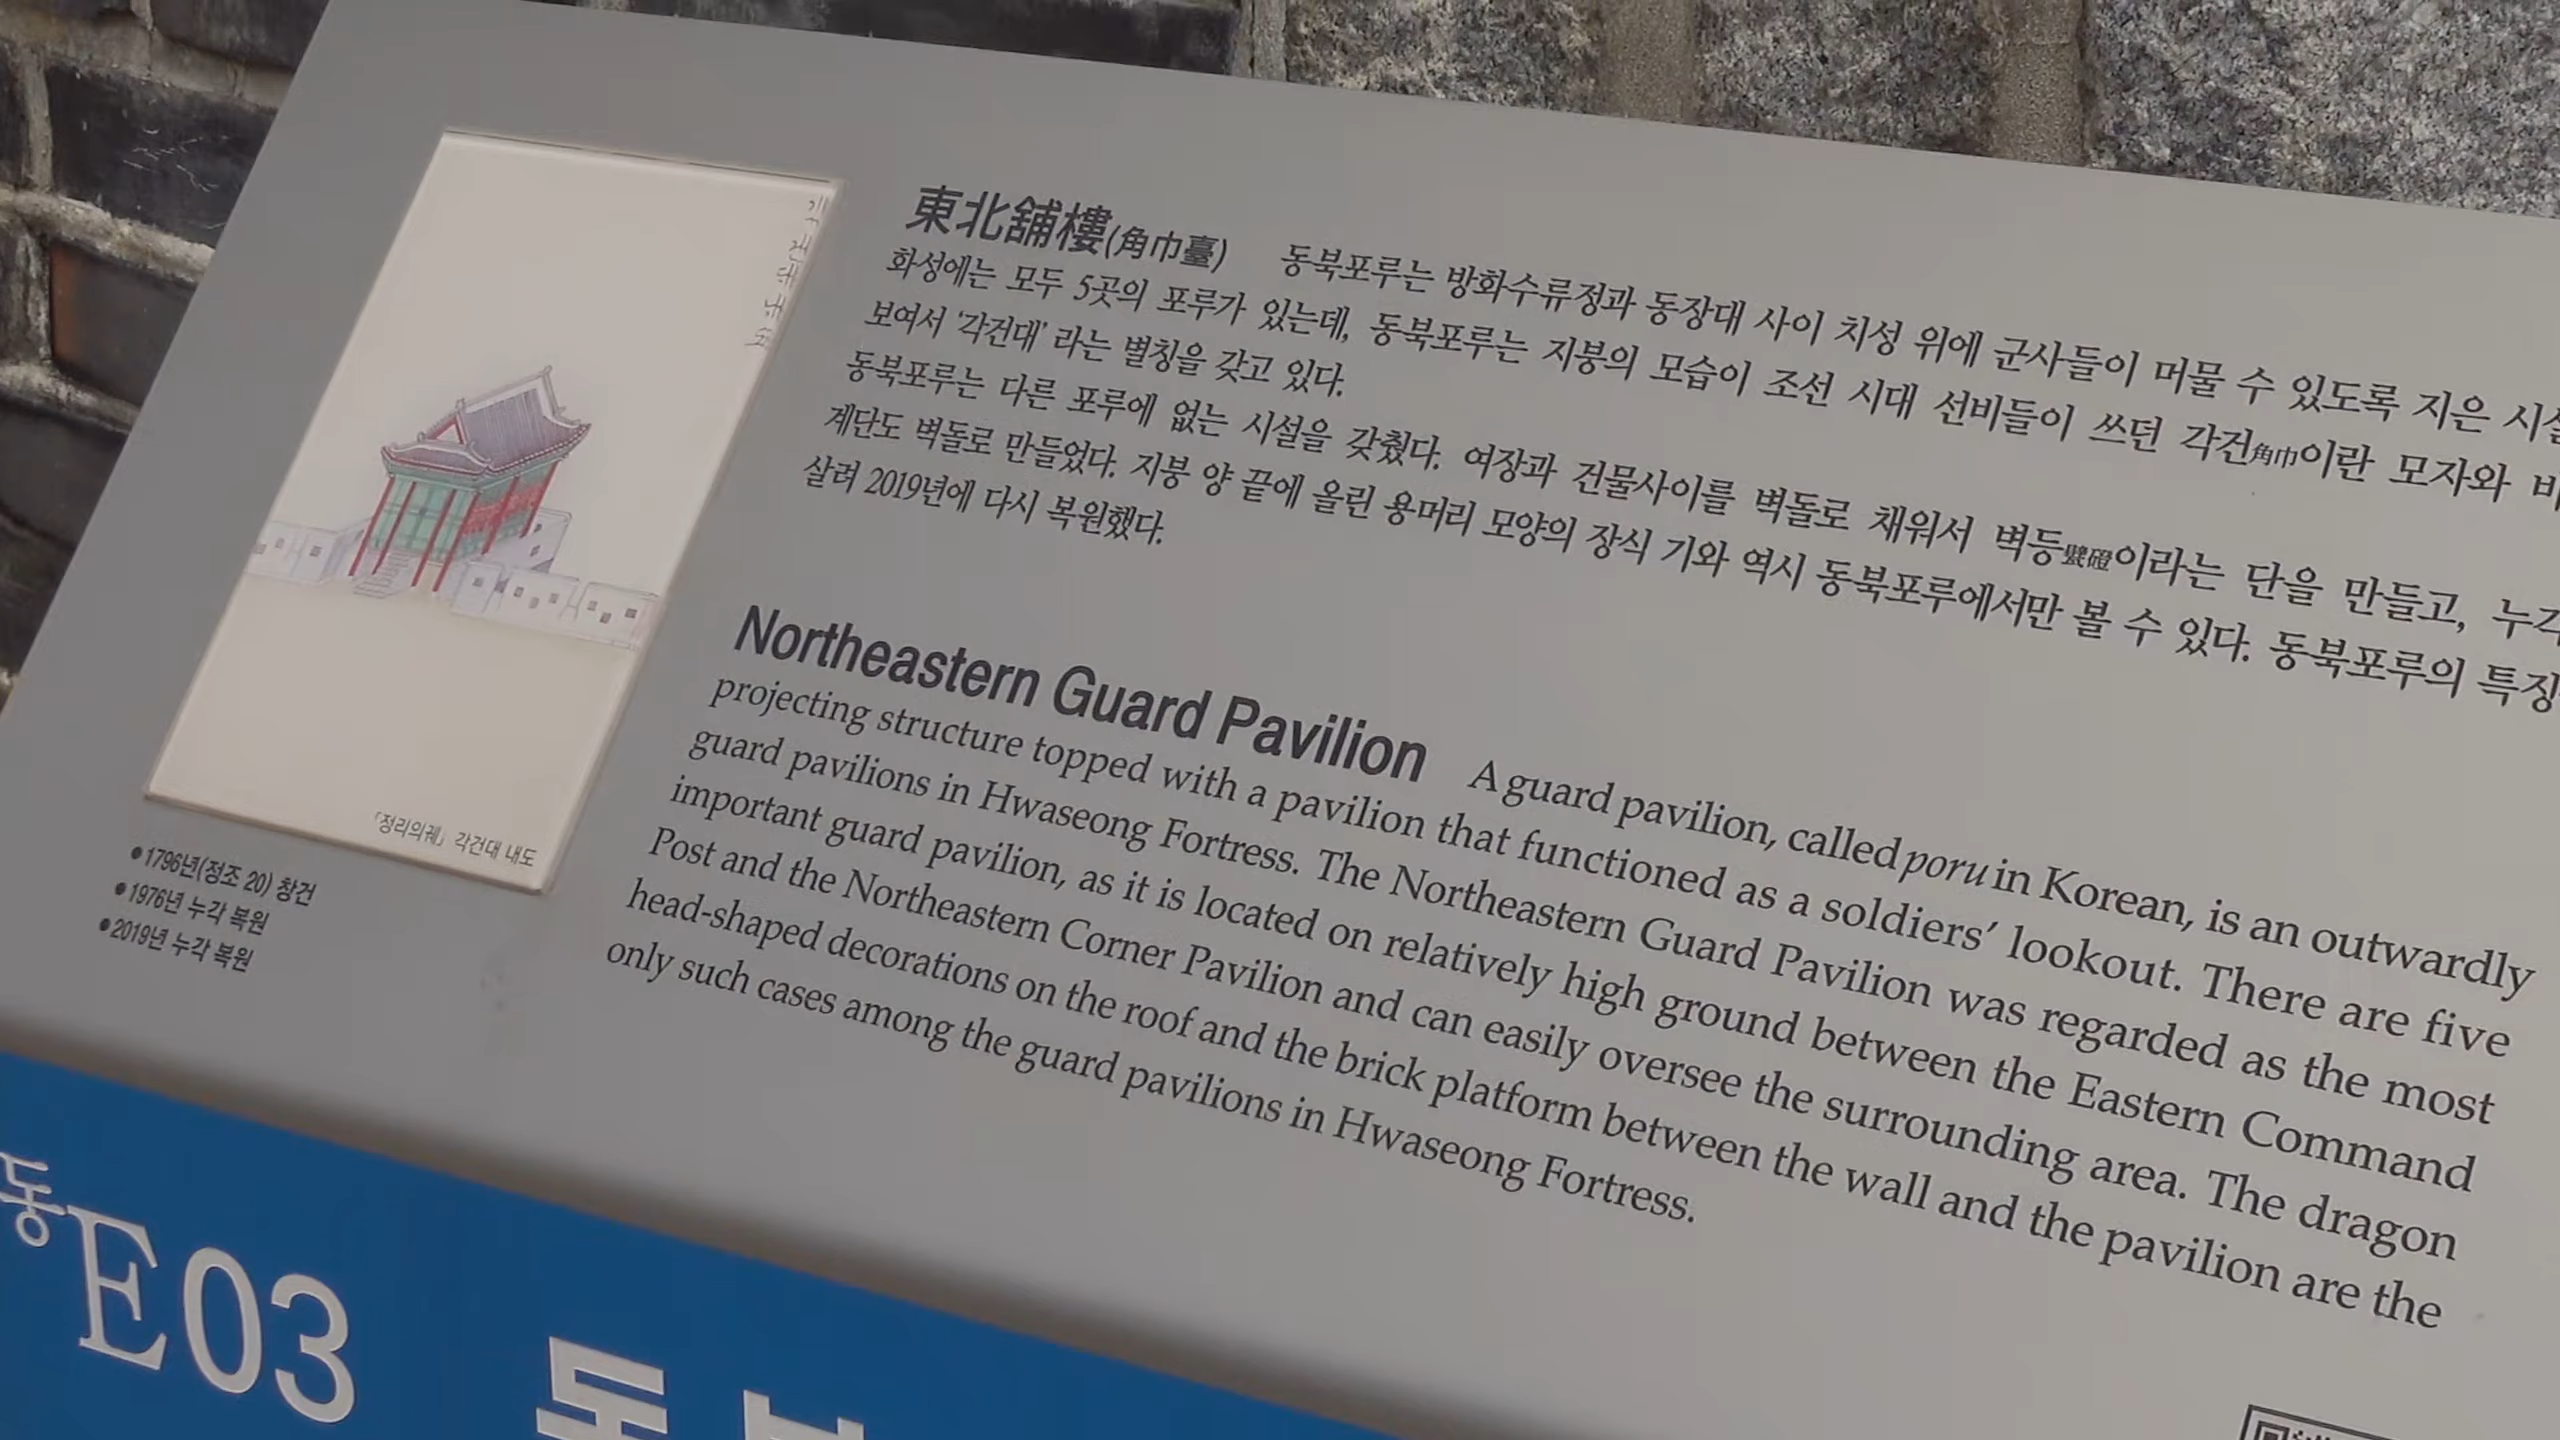 東北舖樓(角巾臺) 동북포루는 방화수류정과 동장대 사이 치성 위에 군사들이 머물 수 있도록 지은
화성에는 모두 5곳의 포루가 있는데, 동북포루는 지붕의 모습이 조선 시대 선비들이 쓰던 각건角巾이란 모자와
보여서 ‘각건대’ 라는 별칭을 갖고 있다.
동북포루는 다른 포루에 없는 시설을 갖췄다. 여장과 건물사이를 벽돌로 채워서 벽등甓磴이라는 단을 만들고,
계단도 벽돌로 만들었다. 지붕 양 끝에 올린 용머리 모양의 장식 기와 역시 동북포루에서만 볼 수 있다. 동북포루의
살려 2019년에 다시 복원했다.
Northeastern Guard Pavilion A guard pavilion, called poru in Korean, is an outwardly
projecting structure topped with a pavilion that functioned as a soldiers’ lookout. There are five
guard pavilions in Hwaseong Fortress. The Northeastern Guard Pavilion was regarded as the most
important guard pavilion, as it is located on relatively high ground between the Eastern Command
Post and the Northeastern Corner Pavilion and can easily oversee the surrounding area. The dragon
head-shaped decorations on the roof and the brick platform between the wall and the pavilion are the
only such cases among the guard pavilions in Hwaseong Fortress.
「정리의궤」 각건대 내도
●1796년(정조 20) 창건
●1976년 누각 복원
●2019년 누각 복원
동E03